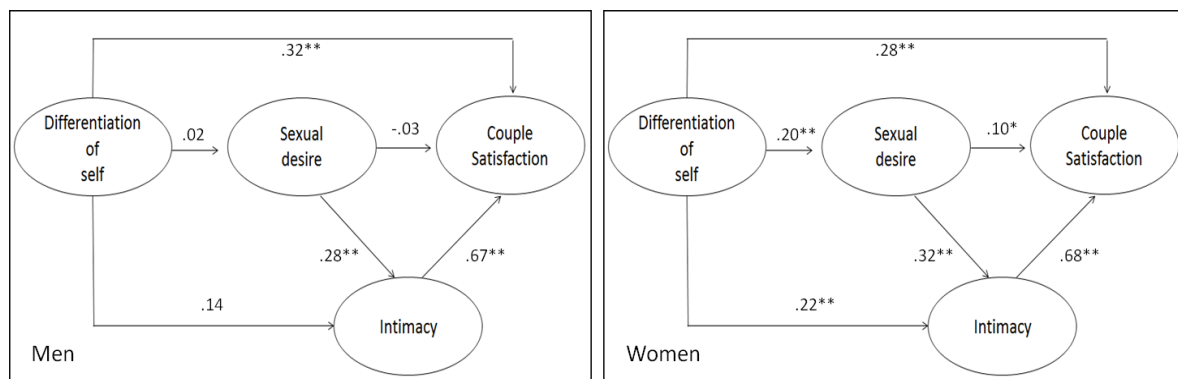 .32**
Differentiation
of
self
.02
Sexual
desire
-.03
Couple
Satisfaction
.28**
.67**
.14
Intimacy
Men
.28**
Differentiation
of
self
.20**
Sexual
desire
.10*
Couple
Satisfaction
.32**
.68**
.22**
Intimacy
Women